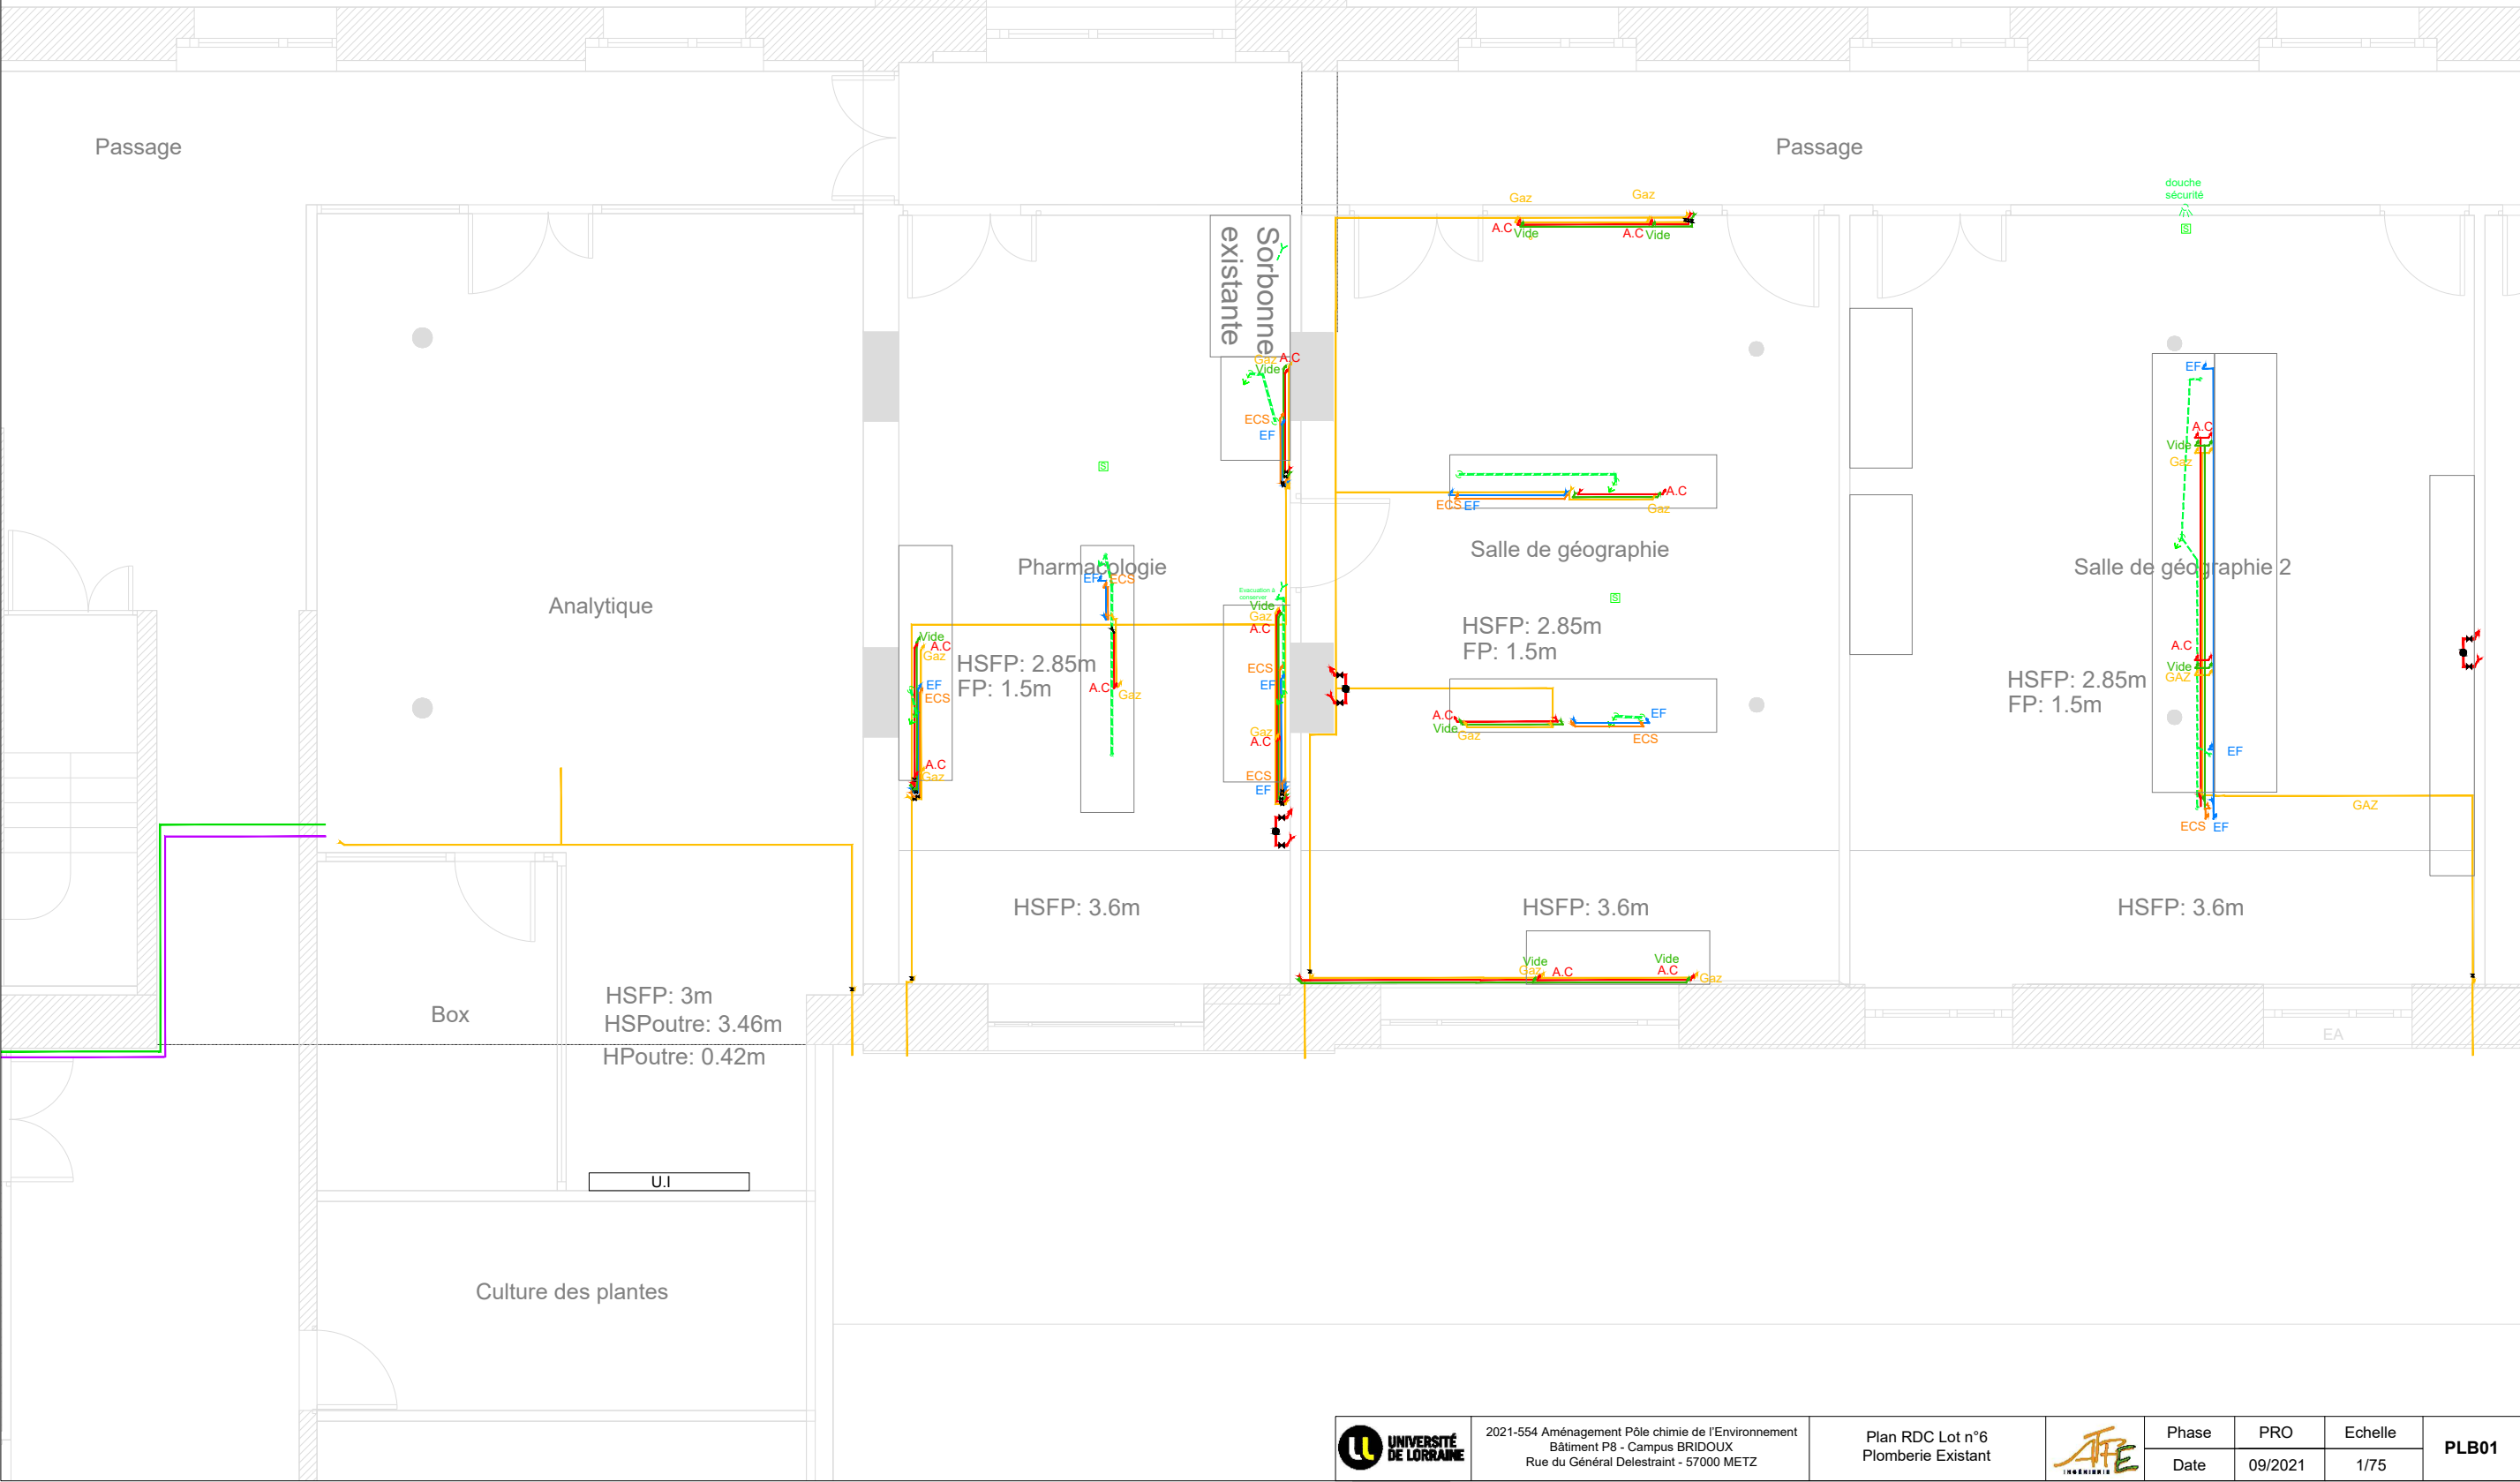 Passage
Passage
douche
sécurité
S
Gaz
Gaz
A.C
Vide
A.C
Vide
Sorbonne
existante
Gaz
A.C
Vide
ECS
EF
S
EF
A.C
Vide
Gaz
A.C
ECS
EF
Gaz
Salle de géographie
Pharmacologie
Salle de géographie 2
EF
ECS
Evacuation à
conserver
Vide
Gaz
A.C
S
Analytique
HSFP: 2.85m
FP: 1.5m
Vide
A.C
Gaz
HSFP: 2.85m
FP: 1.5m
A.C
Gaz
EF
ECS
ECS
EF
A.C
Vide
GAZ
HSFP: 2.85m
FP: 1.5m
A.C
Vide
Gaz
EF
ECS
Gaz
A.C
EF
A.C
Gaz
ECS
EF
GAZ
ECS
EF
HSFP: 3.6m
HSFP: 3.6m
HSFP: 3.6m
Vide
Gaz
A.C
Vide
A.C
Gaz
Box
HSFP: 3m
HSPoutre: 3.46m
HPoutre: 0.42m
EA
U.I
Culture des plantes
UNIVERSITÉ
DE LORRAINE
2021-554 Aménagement Pôle chimie de l'Environnement
Bâtiment P8 - Campus BRIDOUX
Rue du Général Delestraint - 57000 METZ
Plan RDC Lot n°6
Plomberie Existant
INGÉNIERIE
Phase
PRO
Echelle
Date
09/2021
1/75
PLB01